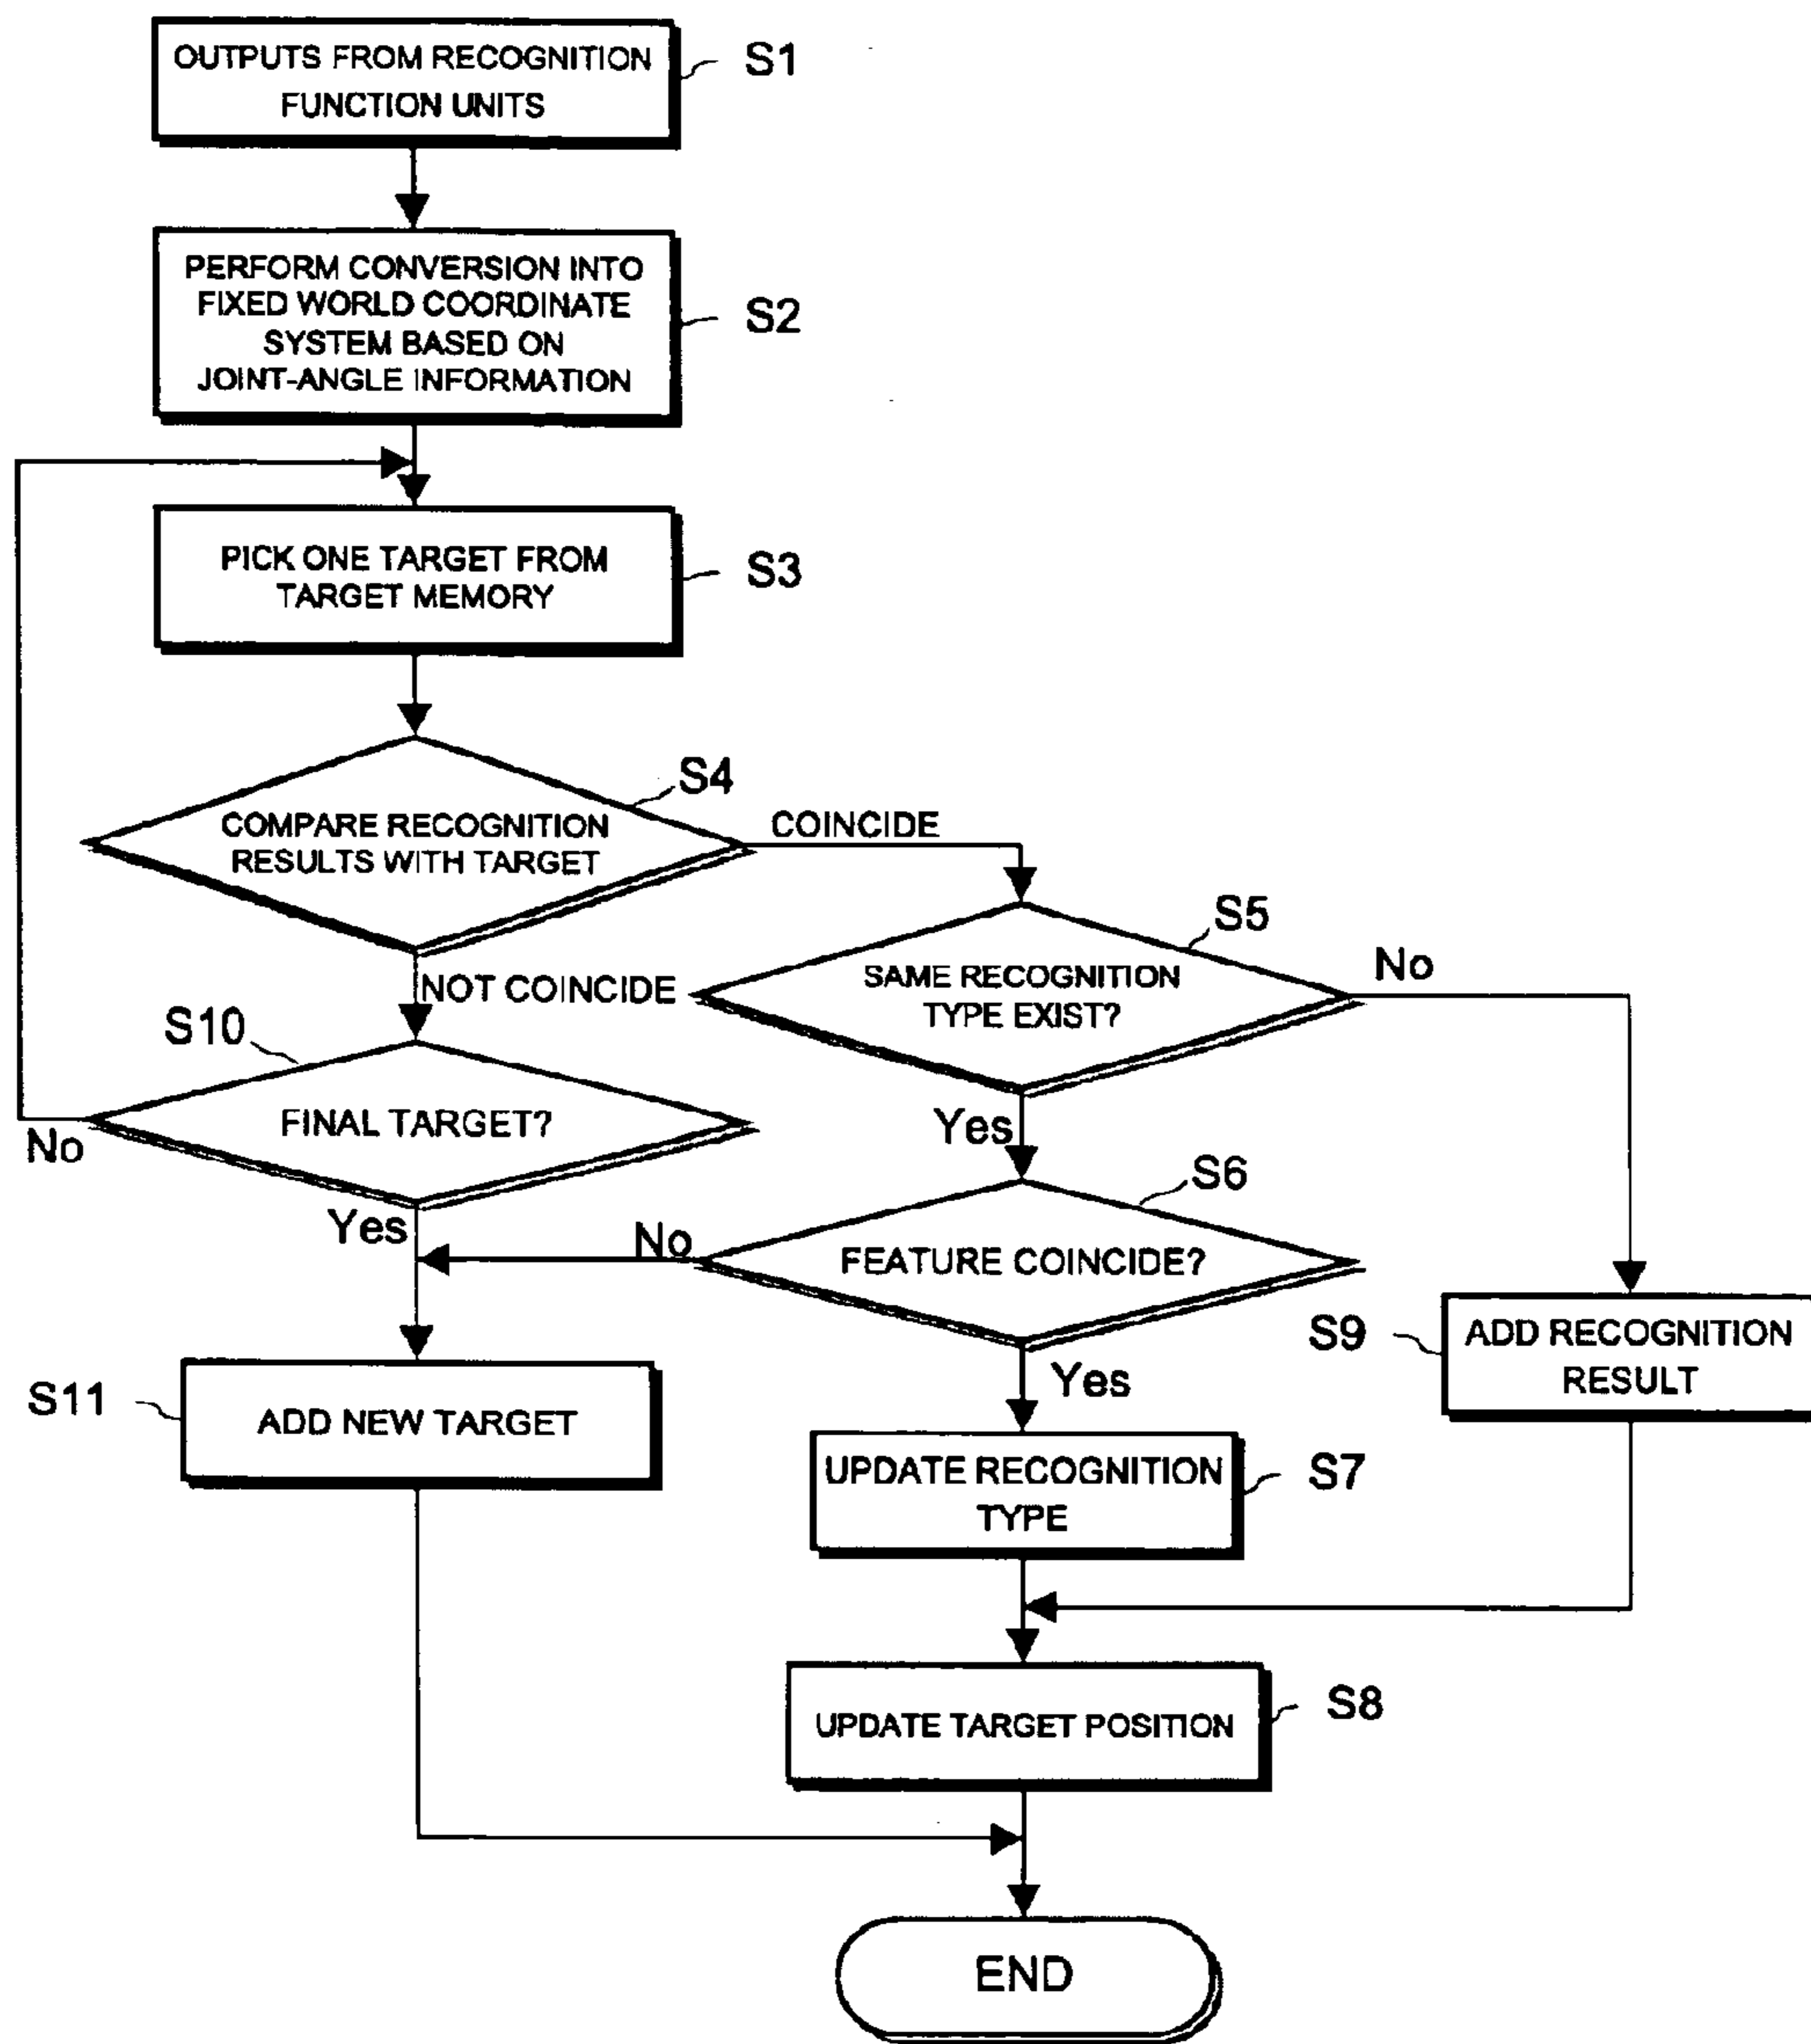 OUTPUTS FROM RECOGNITION
FUNCTION UNITS
S1
PERFORM CONVERSION INTO
FIXED WORLD COORDINATE
SYSTEM BASED ON
JOINT-ANGLE INFORMATION
S2
PICK ONE TARGET FROM
TARGET MEMORY
S3
S4
COMPARE RECOGNITION
RESULTS WITH TARGET
COINCIDE
NOT COINCIDE
S5
SAME RECOGNITION
TYPE EXIST?
No
Yes
S10
FINAL TARGET?
No
Yes
S6
FEATURE COINCIDE?
No
Yes
S9
ADD RECOGNITION
RESULT
S11
ADD NEW TARGET
UPDATE RECOGNITION
TYPE
S7
UPDATE TARGET POSITION
S8
END